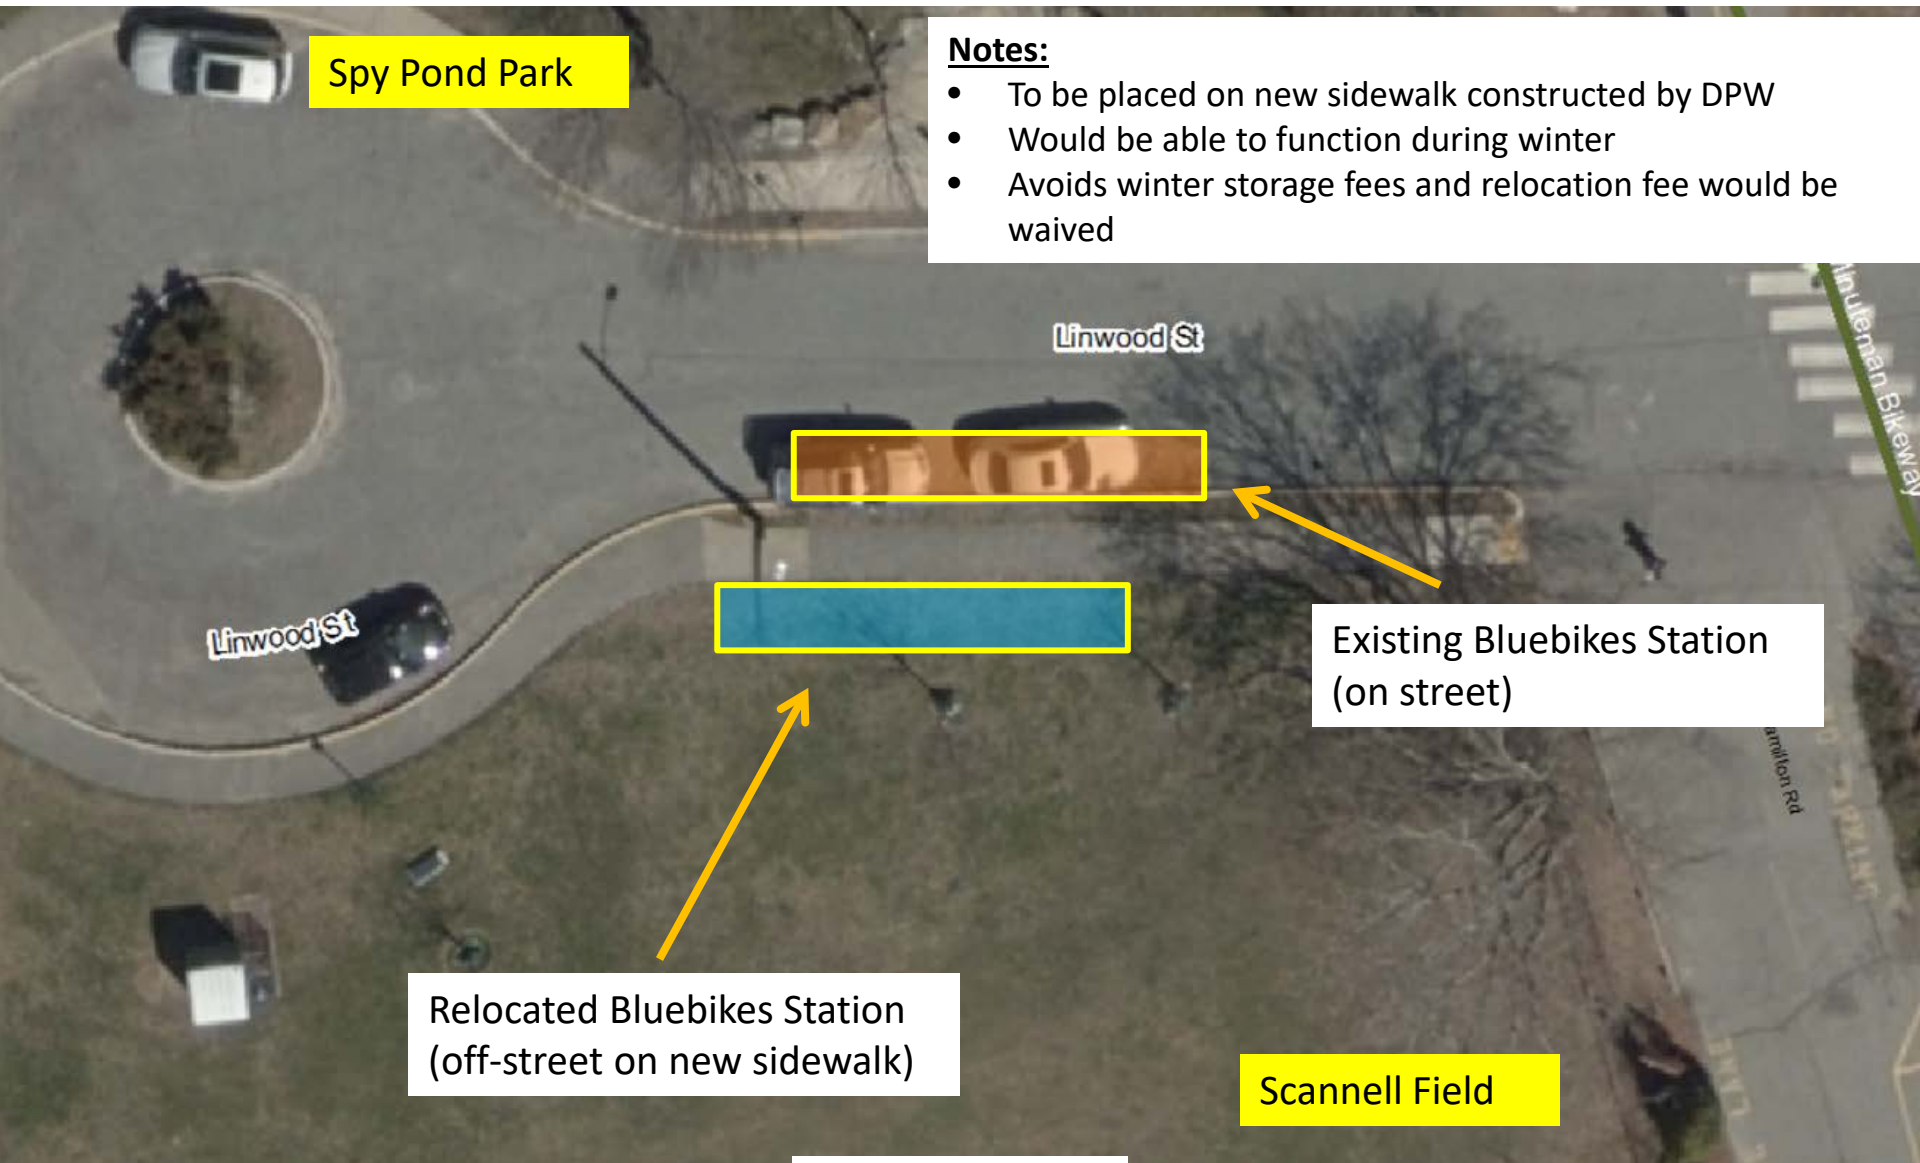 Spy Pond Park
Notes:
• To be placed on new sidewalk constructed by DPW
• Would be able to function during winter
• Avoids winter storage fees and relocation fee would be
waived
Linwood St
Minuteman Bikeway
Linwood St
Existing Bluebikes Station
(on street)
Relocated Bluebikes Station
(off-street on new sidewalk)
Scannell Field